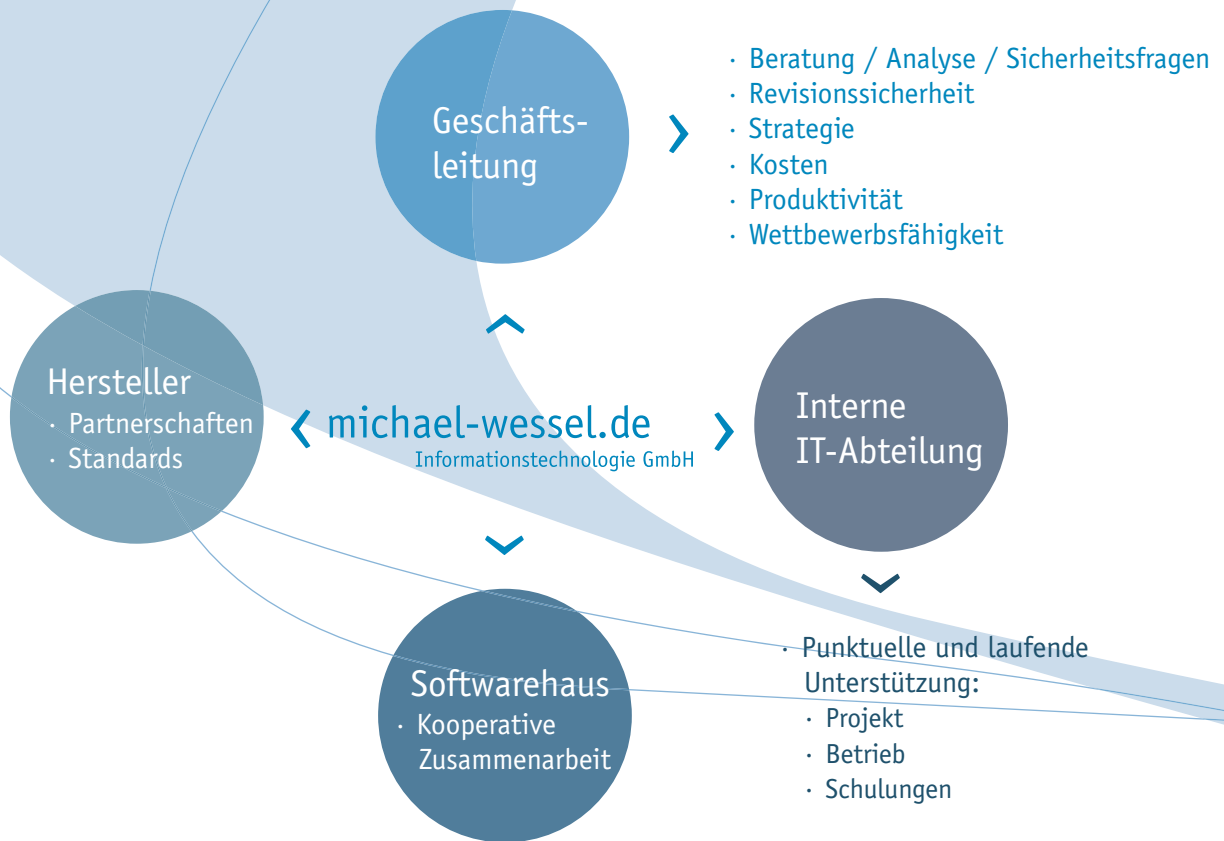 Geschäfts-
leitung
· Beratung / Analyse / Sicherheitsfragen
· Revisionssicherheit
· Strategie
· Kosten
· Produktivität
· Wettbewerbsfähigkeit
Hersteller
· Partnerschaften
· Standards
michael-wessel.de
Informationstechnologie GmbH
Interne
IT-Abteilung
Softwarehaus
· Kooperative
Zusammenarbeit
· Punktuelle und laufende
Unterstützung:
· Projekt
· Betrieb
· Schulungen